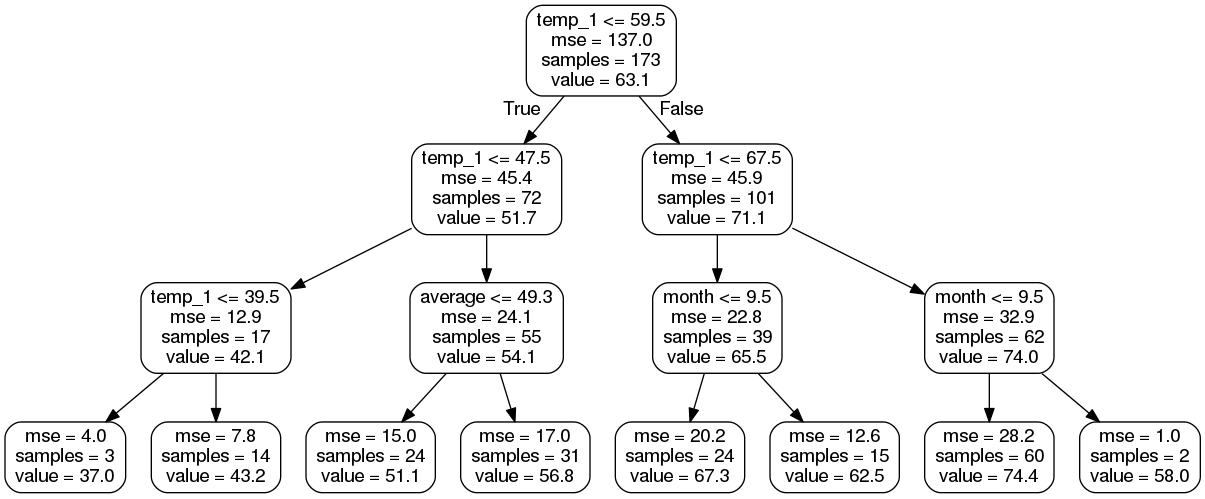 temp_1 <= 59.5
mse = 137.0
samples = 173
value = 63.1
True
False
temp_1 <= 47.5
mse = 45.4
samples = 72
value = 51.7
temp_1 <= 67.5
mse = 45.9
samples = 101
value = 71.1
temp_1 <= 39.5
mse = 12.9
samples = 17
value = 42.1
average <= 49.3
mse = 24.1
samples = 55
value = 54.1
month <= 9.5
mse = 22.8
samples = 39
value = 65.5
month <= 9.5
mse = 32.9
samples = 62
value = 74.0
mse = 4.0
samples = 3
value = 37.0
mse = 7.8
samples = 14
value = 43.2
mse = 15.0
samples = 24
value = 51.1
mse = 17.0
samples = 31
value = 56.8
mse = 20.2
samples = 24
value = 67.3
mse = 12.6
samples = 15
value = 62.5
mse = 28.2
samples = 60
value = 74.4
mse = 1.0
samples = 2
value = 58.0